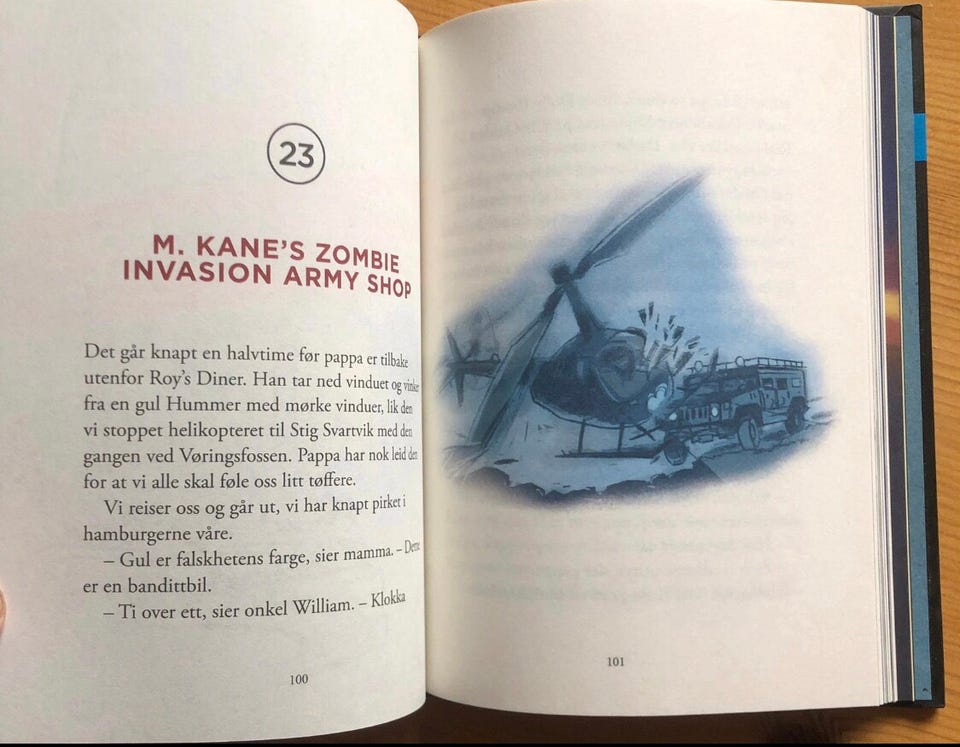 23
M. KANE'S ZOMBIE
INVASION ARMY SHOP
Det går knapt en halvtime før pappa er tilbake
utenfor Roy's Diner. Han tar ned vinduet og vinker
fra en gul Hummer med mørke vinduer, lik den
vi stoppet helikopteret til Stig Svartvik med den
gangen ved Vøringsfossen. Pappa har nok leid den
for at vi alle skal føle oss litt tøffere.
Vi reiser oss og går ut, vi har knapt pirket i
hamburgerne våre.
– Gul er falskhetens farge, sier mamma. – Dette
er en bandittbil.
– Ti over ett, sier onkel William. – Klokka
100
101